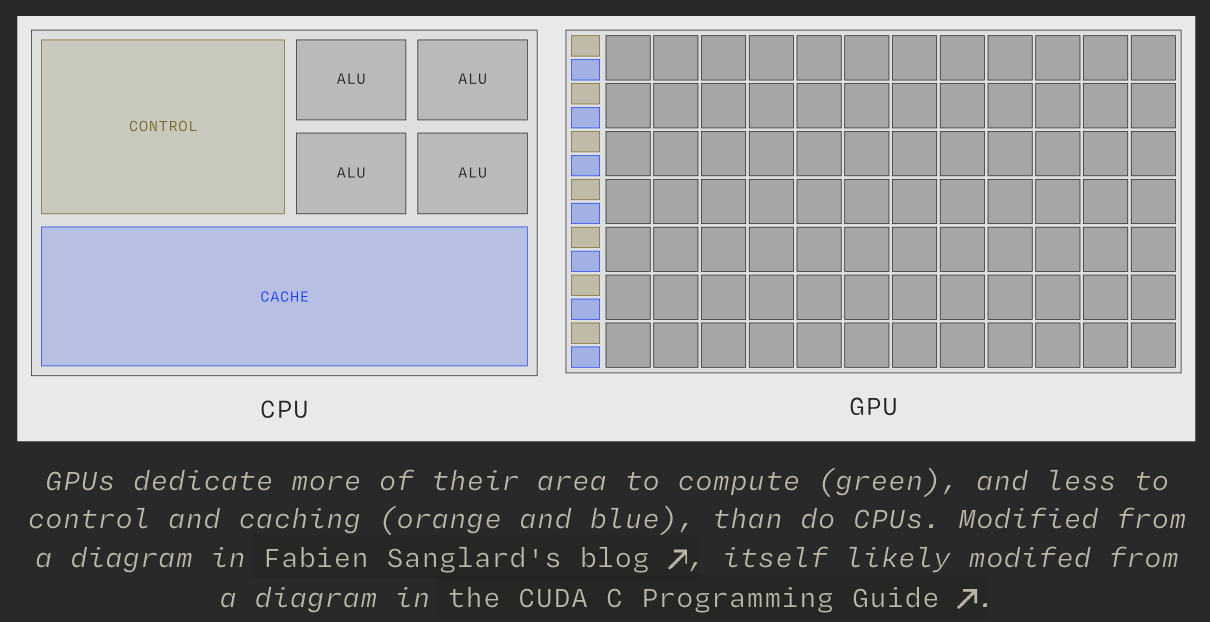 CONTROL
ALU ALU
ALU ALU
CACHE
CPU
GPU
GPUs dedicate more of their area to compute (green), and less to
control and caching (orange and blue), than do CPUs. Modified from
a diagram in Fabien Sanglard's blog ↗, itself likely modifed from
a diagram in the CUDA C Programming Guide ↗.